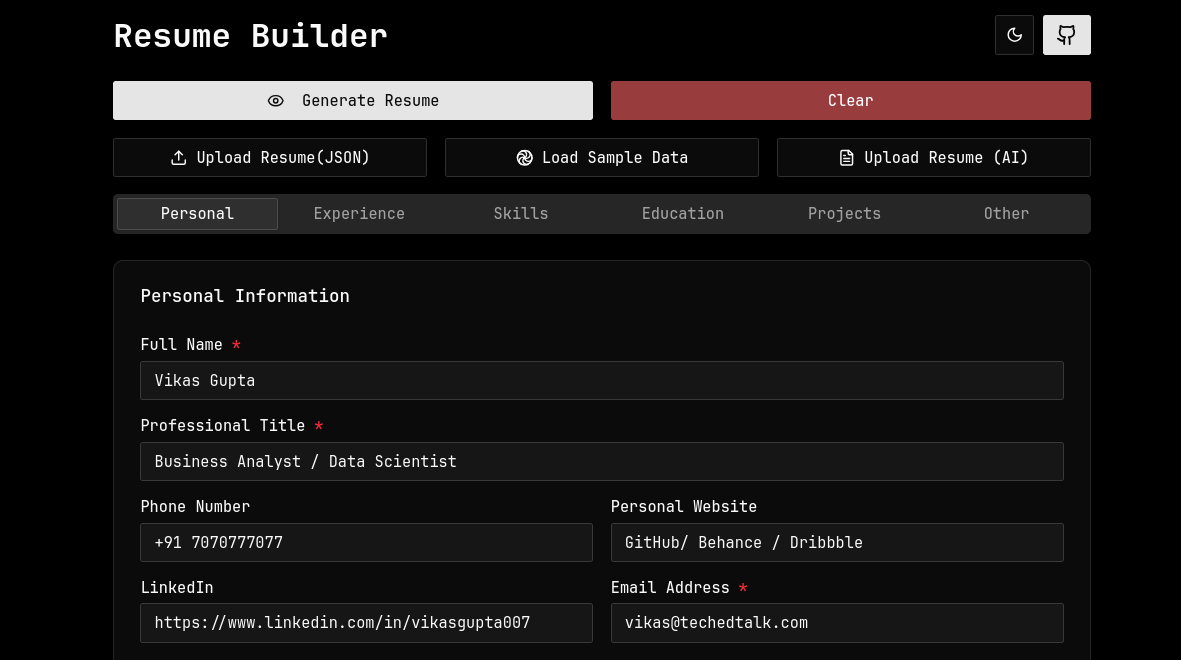 Resume Builder
Generate Resume
Clear
Upload Resume(JSON)
Load Sample Data
Upload Resume (AI)
Personal
Experience
Skills
Education
Projects
Other
Personal Information
Full Name *
Vikas Gupta
Professional Title *
Business Analyst / Data Scientist
Phone Number
Personal Website
+91 7070777077
GitHub/ Behance / Dribbble
LinkedIn
Email Address *
https://www.linkedin.com/in/vikasgupta007
vikas@techedtalk.com